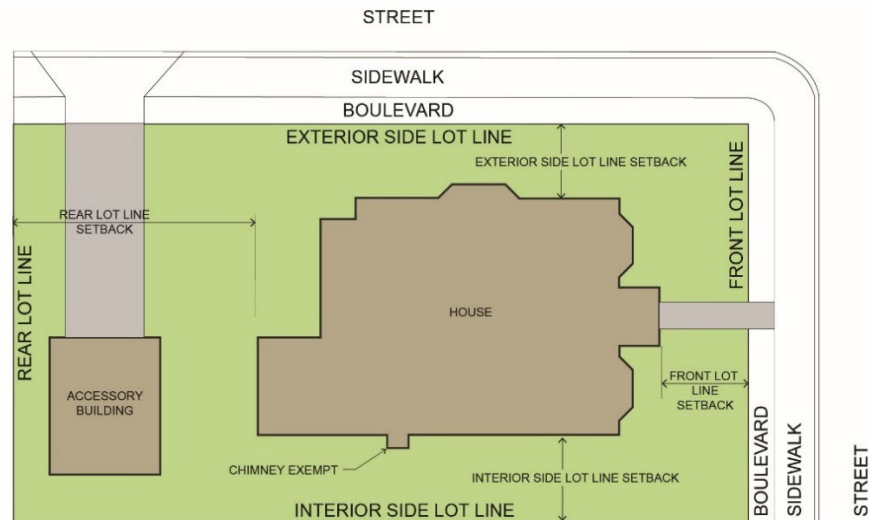 STREET
SIDEWALK
BOULEVARD
EXTERIOR SIDE LOT LINE
EXTERIOR SIDE LOT LINE SETBACK
REAR LOT LINE
SETBACK
FRONT LOT LINE
REAR LOT LINE
HOUSE
FRONT LOT
LINE
SETBACK
ACCESSORY
BUILDING
CHIMNEY EXEMPT
INTERIOR SIDE LOT LINE SETBACK
INTERIOR SIDE LOT LINE
BOULEVARD
SIDEWALK
STREET